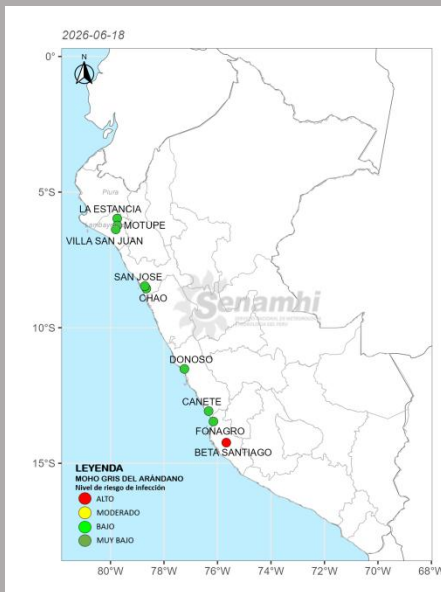 2026-06-18
N
0°
5°S
Piura
LA ESTANCIA
MOTUPE
VILLA SAN JUAN
SAN JOSE
CHAO
Senamhi
10°S
DONOSO
CANETE
FONAGRO
BETA SANTIAGO
15°S
LEYENDA
MOHO GRIS DEL ARÁNDANO
Nivel de riesgo de infección
ALTO
MODERADO
BAJO
MUY BAJO
80°W 78°W 76°W 74°W 72°W 70°W 68°W